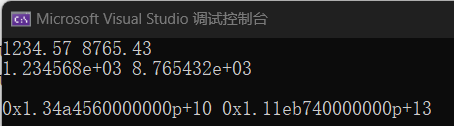 Microsoft Visual Studio 调试控制台
1234.57 8765.43
1.234568e+03 8.765432e+03
0x1.34a4560000000p+10 0x1.11eb740000000p+13